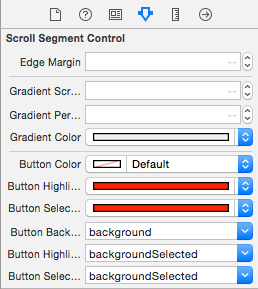 Scroll Segment Control
Edge Margin --
Gradient Scr... --
Gradient Per... --
Gradient Color
Button Color Default
Button Highli...
Button Selec...
Button Back... background
Button Highli... backgroundSelected
Button Selec... backgroundSelected